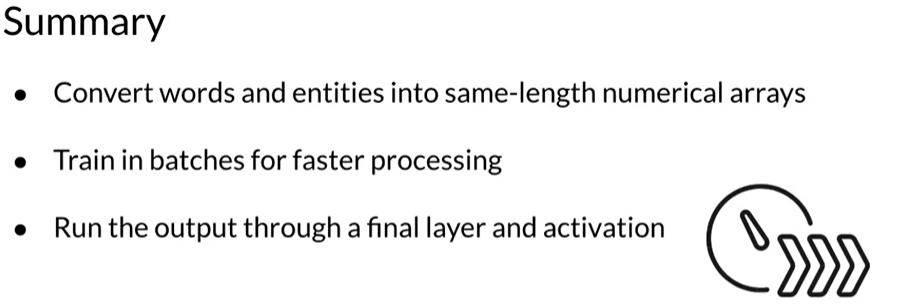 Summary
• Convert words and entities into same-length numerical arrays
• Train in batches for faster processing
• Run the output through a final layer and activation